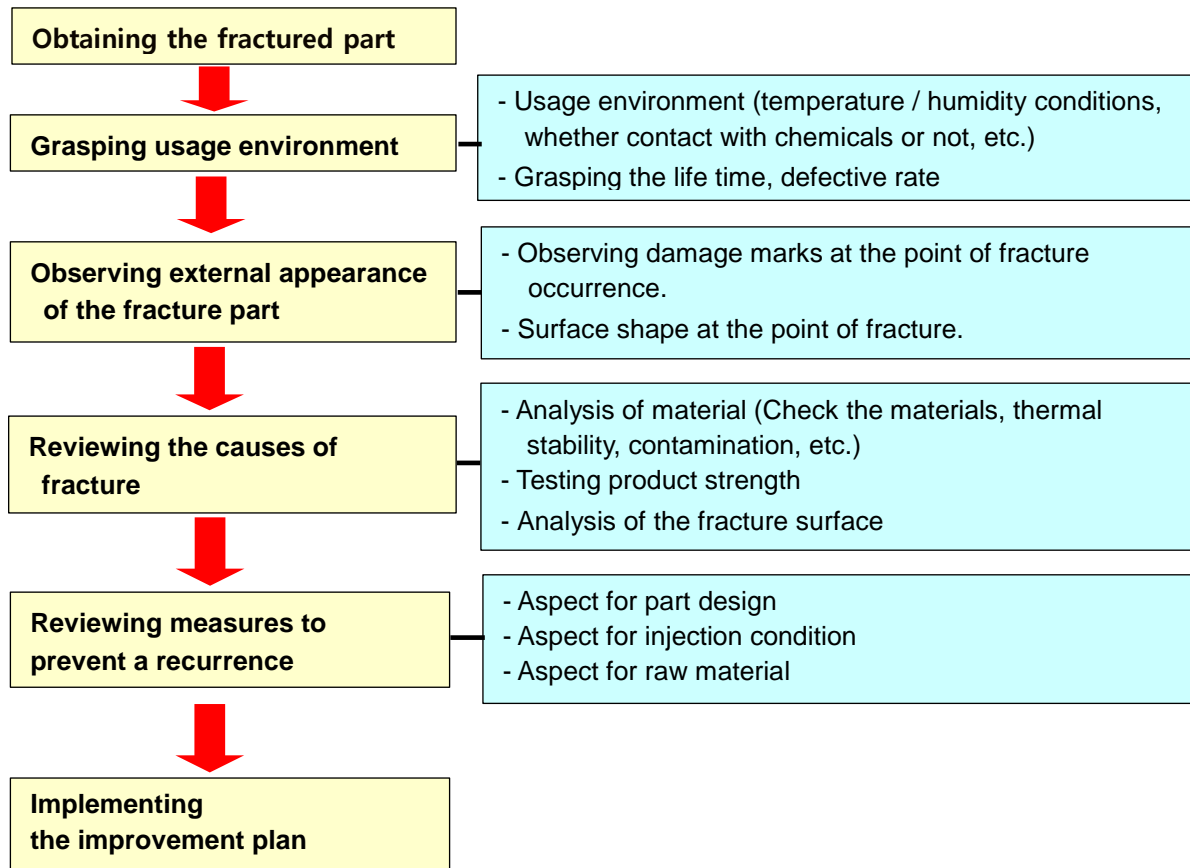 Obtaining the fractured part
Grasping usage environment
- Usage environment (temperature / humidity conditions,
whether contact with chemicals or not, etc.)
- Grasping the life time, defective rate
Observing external appearance
of the fracture part
- Observing damage marks at the point of fracture
occurrence.
- Surface shape at the point of fracture.
Reviewing the causes of
fracture
- Analysis of material (Check the materials, thermal
stability, contamination, etc.)
- Testing product strength
- Analysis of the fracture surface
Reviewing measures to
prevent a recurrence
- Aspect for part design
- Aspect for injection condition
- Aspect for raw material
Implementing
the improvement plan